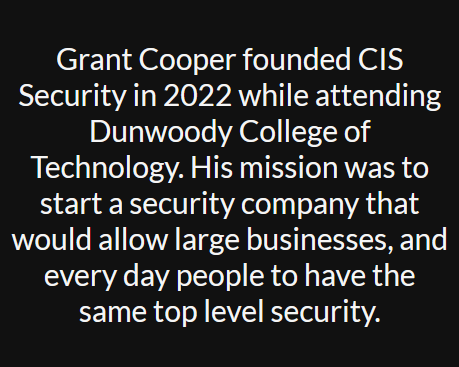 Grant Cooper founded CIS
Security in 2022 while attending
Dunwoody College of
Technology. His mission was to
start a security company that
would allow large businesses, and
every day people to have the
same top level security.